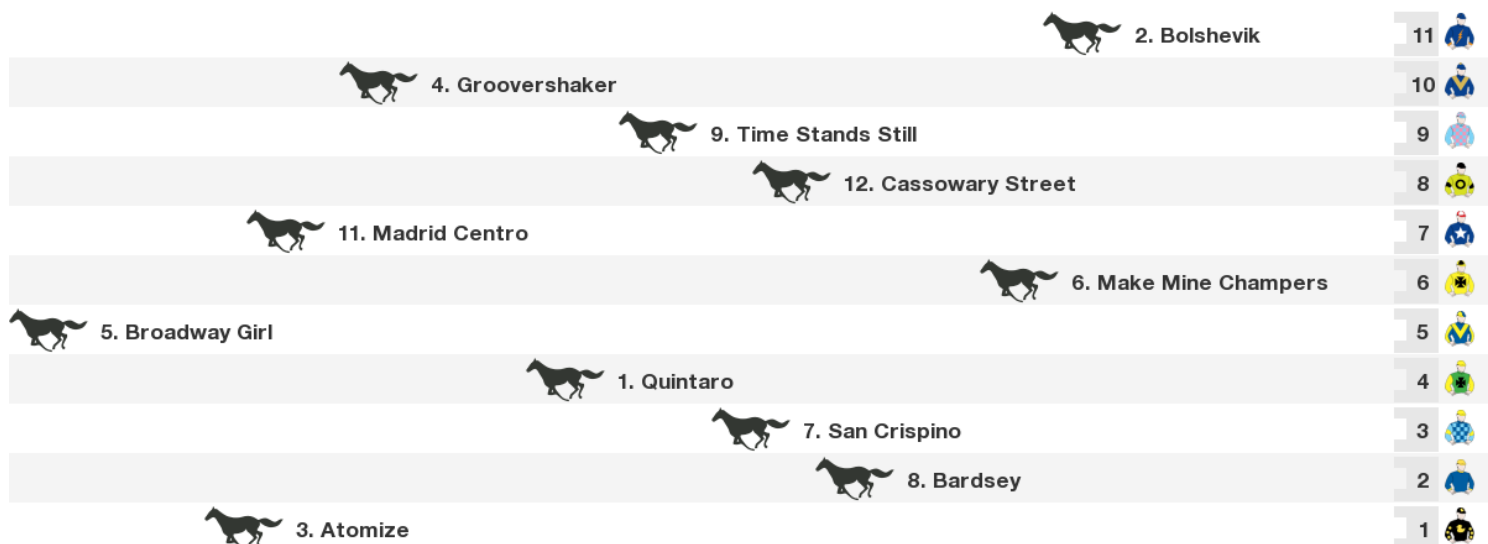 2. Bolshevik 11
4. Groovershaker 10
9. Time Stands Still 9
12. Cassowary Street 8
11. Madrid Centro 7
6. Make Mine Champers 6
5. Broadway Girl 5
1. Quintaro 4
7. San Crispino 3
8. Bardsey 2
3. Atomize 1